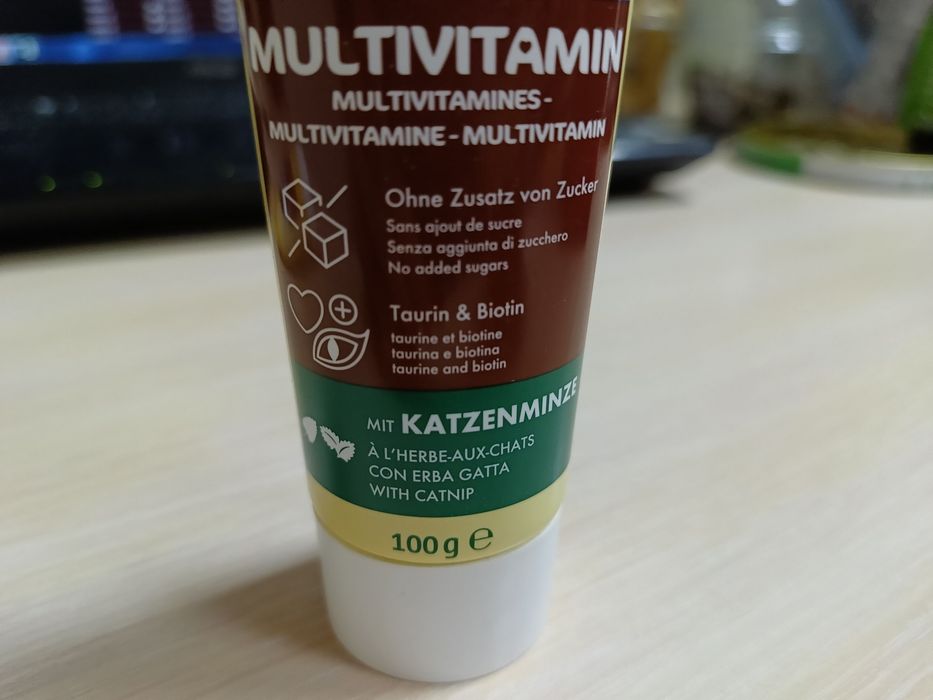 MULTIVITAMIN
MULTIVITAMINES -
MULTIVITAMINE - MULTIVITAMIN
Ohne Zusatz von Zucker
Sans ajout de sucre
Senza aggiunta di zucchero
No added sugars
Taurin & Biotin
taurine et biotine
taurina e biotina
taurine and biotin
MIT KATZENMINZE
À L'HERBE-AUX-CHATS
CON ERBA GATTA
WITH CATNIP
100 g ℮